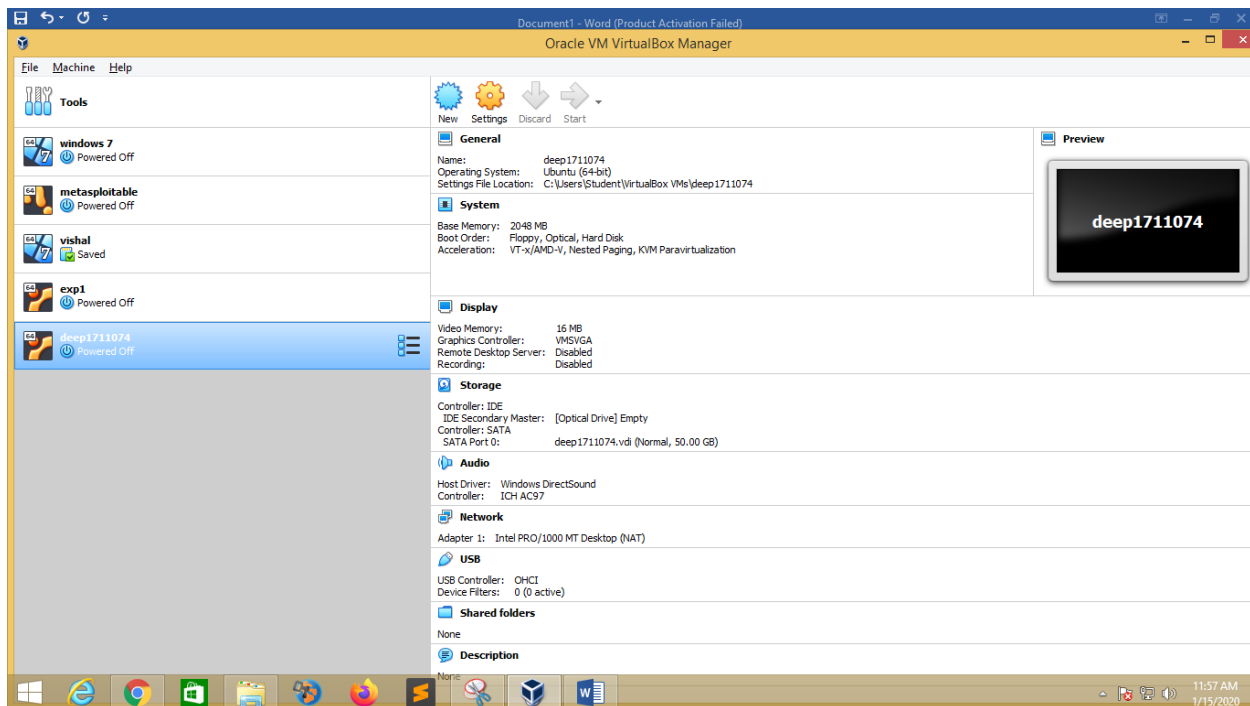 Document1 - Word (Product Activation Failed)
Oracle VM VirtualBox Manager
File Machine Help
Tools
New Settings Discard Start
64
7
windows 7
Powered Off
64
metasploitable
Powered Off
64
7
vishal
Saved
64
exp1
Powered Off
64
deep1711074
Powered Off
General
Name: deep1711074
Operating System: Ubuntu (64-bit)
Settings File Location: C:\Users\Student\VirtualBox VMs\deep1711074
System
Base Memory: 2048 MB
Boot Order: Floppy, Optical, Hard Disk
Acceleration: VT-x/AMD-V, Nested Paging, KVM Paravirtualization
Preview
deep1711074
Display
Video Memory: 16 MB
Graphics Controller: VMSVGA
Remote Desktop Server: Disabled
Recording: Disabled
Storage
Controller: IDE
IDE Secondary Master: [Optical Drive] Empty
Controller: SATA
SATA Port 0: deep1711074.vdi (Normal, 50.00 GB)
Audio
Host Driver: Windows DirectSound
Controller: ICH AC97
Network
Adapter 1: Intel PRO/1000 MT Desktop (NAT)
USB
USB Controller: OHCI
Device Filters: 0 (0 active)
Shared folders
None
Description
None
11:57 AM
1/15/2020